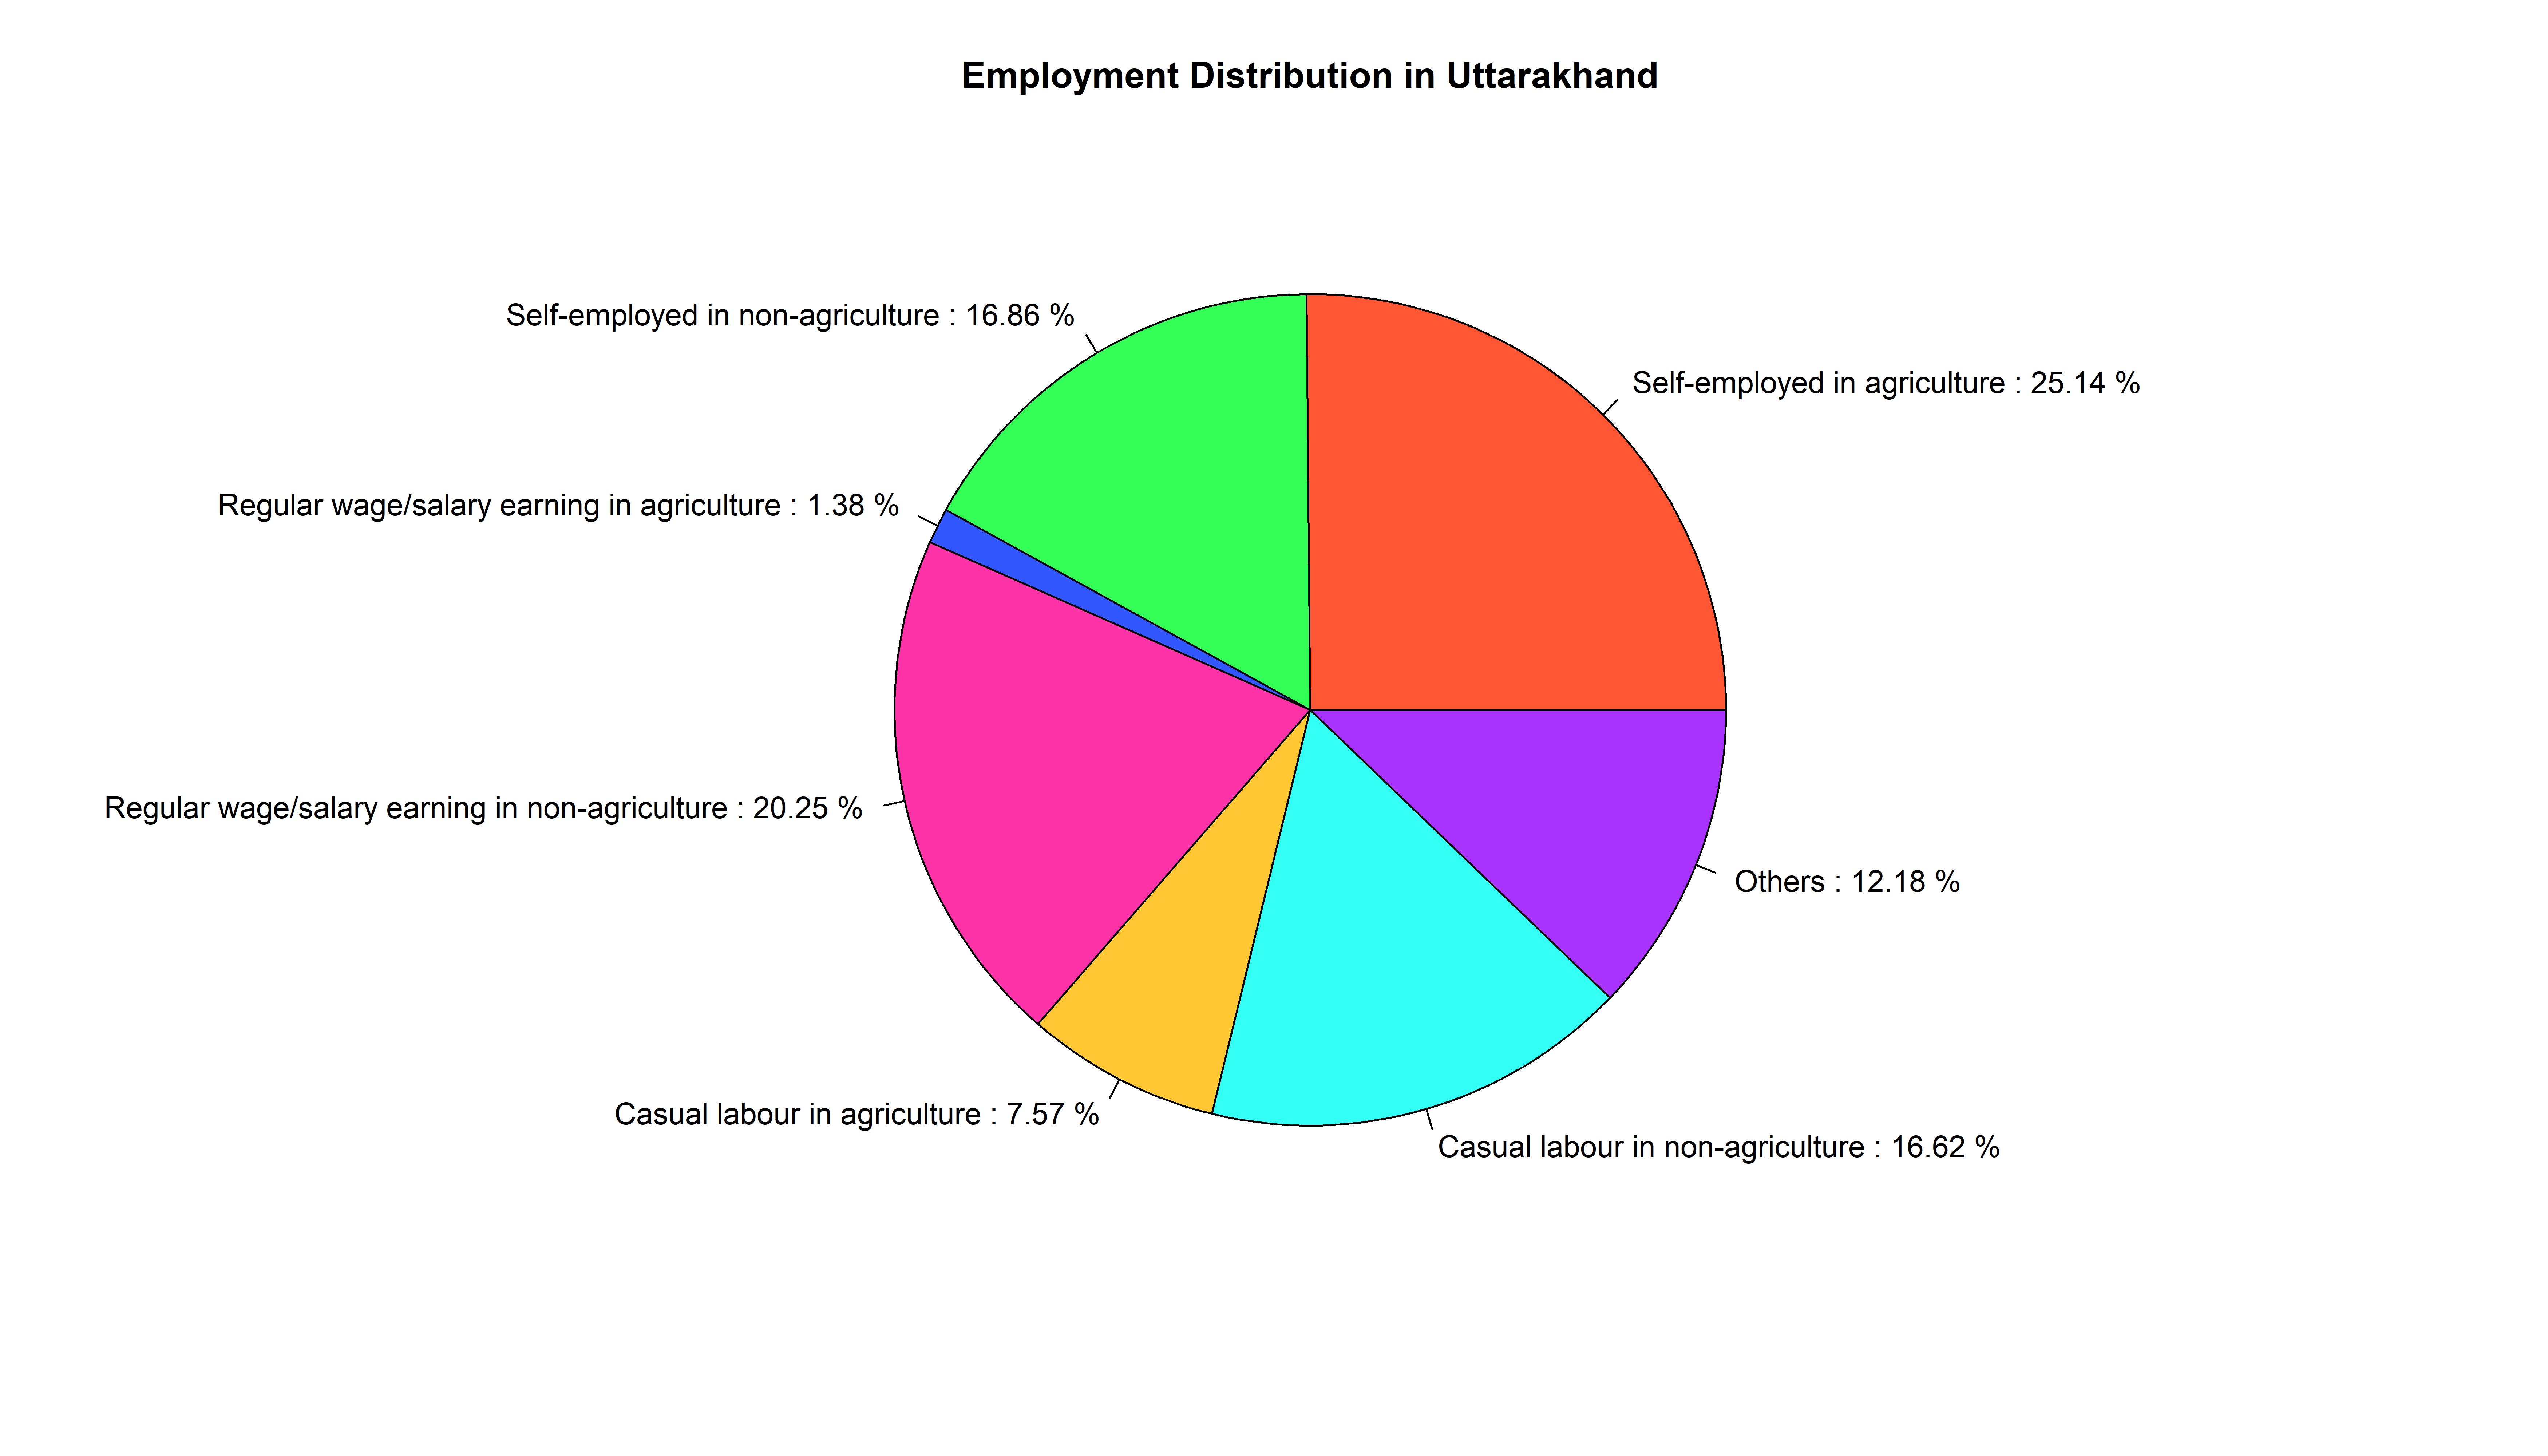 Employment Distribution in Uttarakhand
Self-employed in non-agriculture : 16.86 %
Self-employed in agriculture : 25.14 %
Regular wage/salary earning in agriculture : 1.38 %
Regular wage/salary earning in non-agriculture : 20.25 %
Others : 12.18 %
Casual labour in agriculture : 7.57 %
Casual labour in non-agriculture : 16.62 %